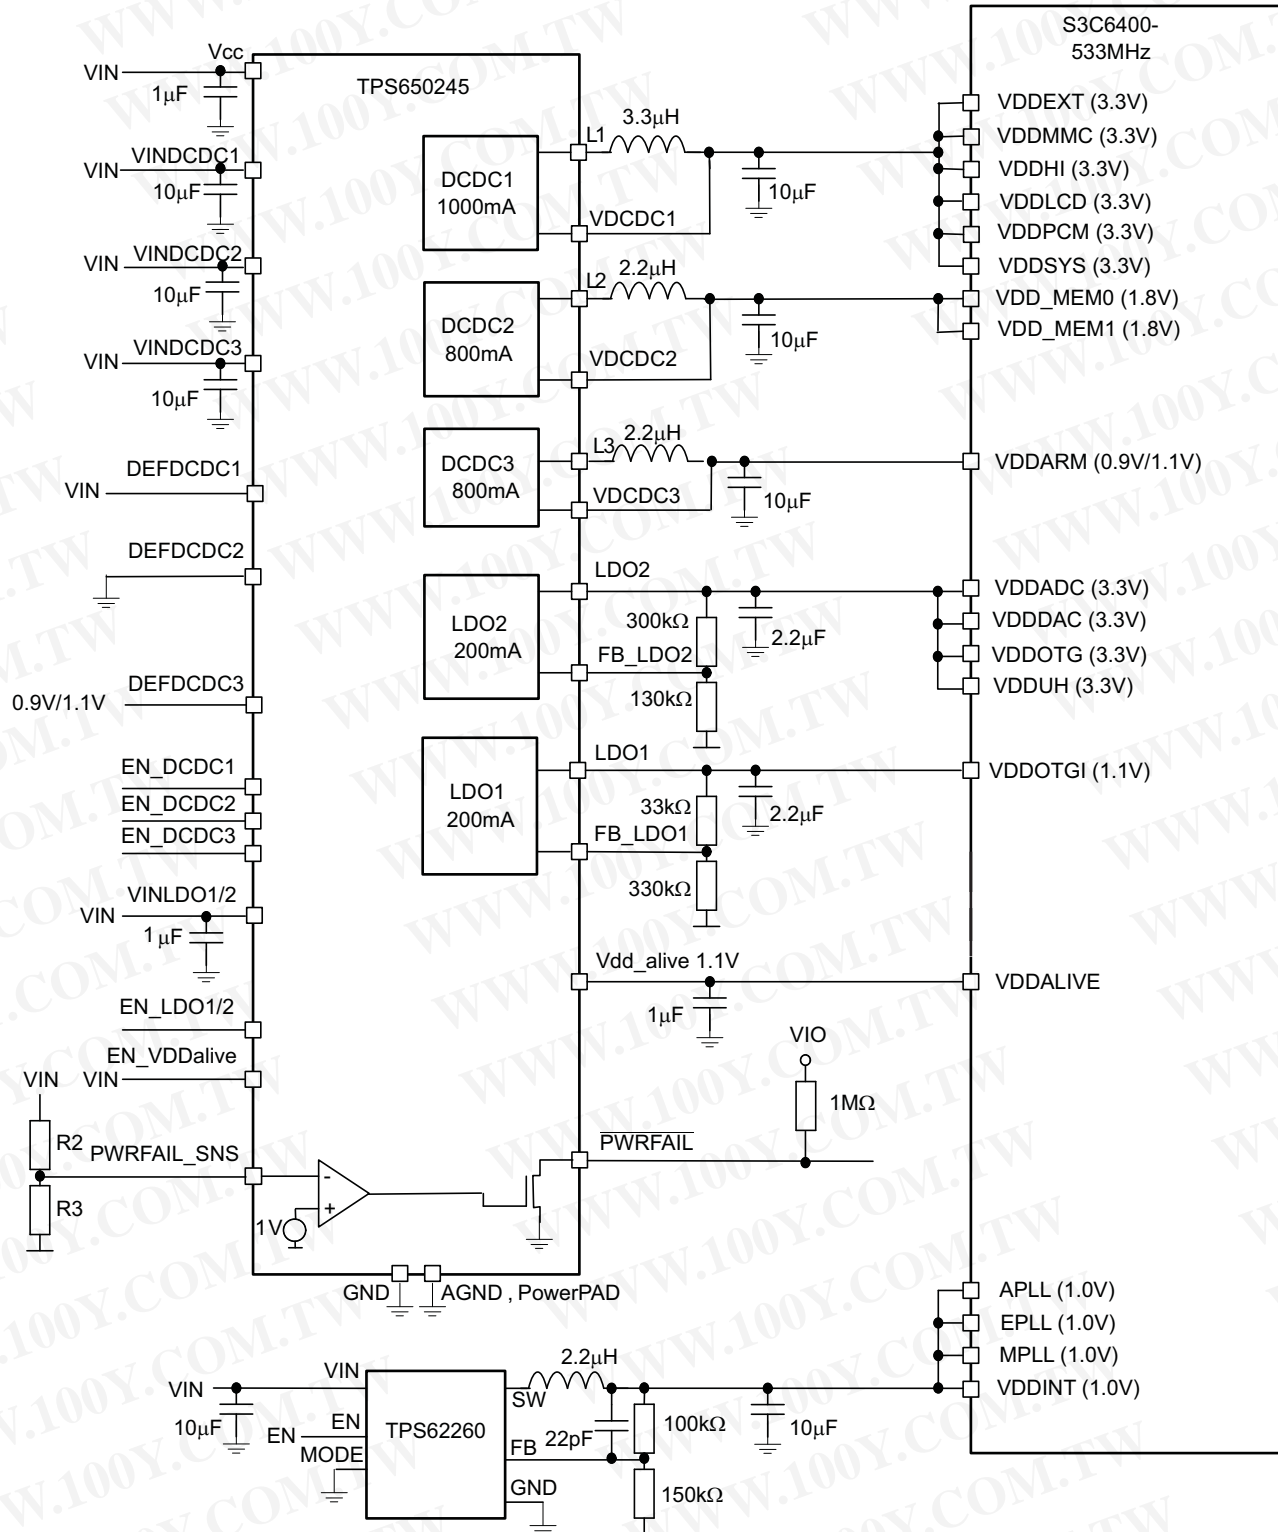 S3C6400-
533MHz
Vcc
VIN
1µF
TPS650245
VDDEXT (3.3V)
3.3µH
L1
VDDMMC (3.3V)
VINDCDC1
VIN
10µF
DCDC1
1000mA
10µF
VDDHI (3.3V)
VDDLCD (3.3V)
VDCDC1
VDDPCM (3.3V)
VINDCDC2
VIN
10µF
VDDSYS (3.3V)
2.2µH
L2
VDD_MEM0 (1.8V)
DCDC2
800mA
10µF
VDD_MEM1 (1.8V)
VINDCDC3
VIN
10µF
VDCDC2
2.2µH
L3
DCDC3
800mA
VDDARM (0.9V/1.1V)
DEFDCDC1
VIN
VDCDC3
10µF
DEFDCDC2
LDO2
VDDADC (3.3V)
LDO2
200mA
300kΩ
2.2µF
VDDDAC (3.3V)
FB_LDO2
VDDOTG (3.3V)
DEFDCDC3
0.9V/1.1V
130kΩ
VDDUH (3.3V)
LDO1
EN_DCDC1
VDDOTGI (1.1V)
LDO1
200mA
33kΩ
2.2µF
EN_DCDC2
EN_DCDC3
FB_LDO1
330kΩ
VINLDO1/2
VIN
1µF
Vdd_alive 1.1V
VDDALIVE
EN_LDO1/2
1µF
VIO
EN_VDDalive
VIN
VIN
1MΩ
R2
PWRFAIL_SNS
PWRFAIL
-
R3
+
1V
GND
AGND , PowerPAD
APLL (1.0V)
EPLL (1.0V)
MPLL (1.0V)
2.2µH
VIN
VIN
SW
VDDINT (1.0V)
10µF
EN
EN
TPS62260
22pF
100kΩ
10µF
MODE
FB
GND
150kΩ
WWW.100Y.COM.TW